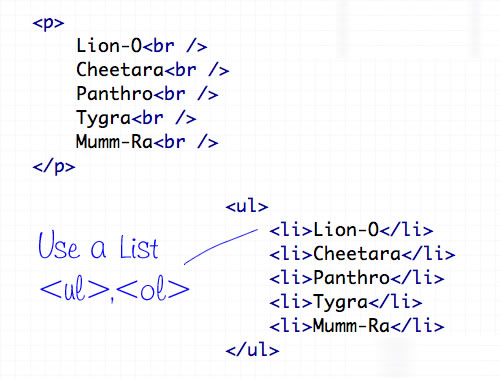 <p>
Lion-O<br />
Cheetara<br />
Panthro<br />
Tygra<br />
Mumm-Ra<br />
</p>
Use a List
<ul>,<ol>
<ul>
<li>Lion-O</li>
<li>Cheetara</li>
<li>Panthro</li>
<li>Tygra</li>
<li>Mumm-Ra</li>
</ul>